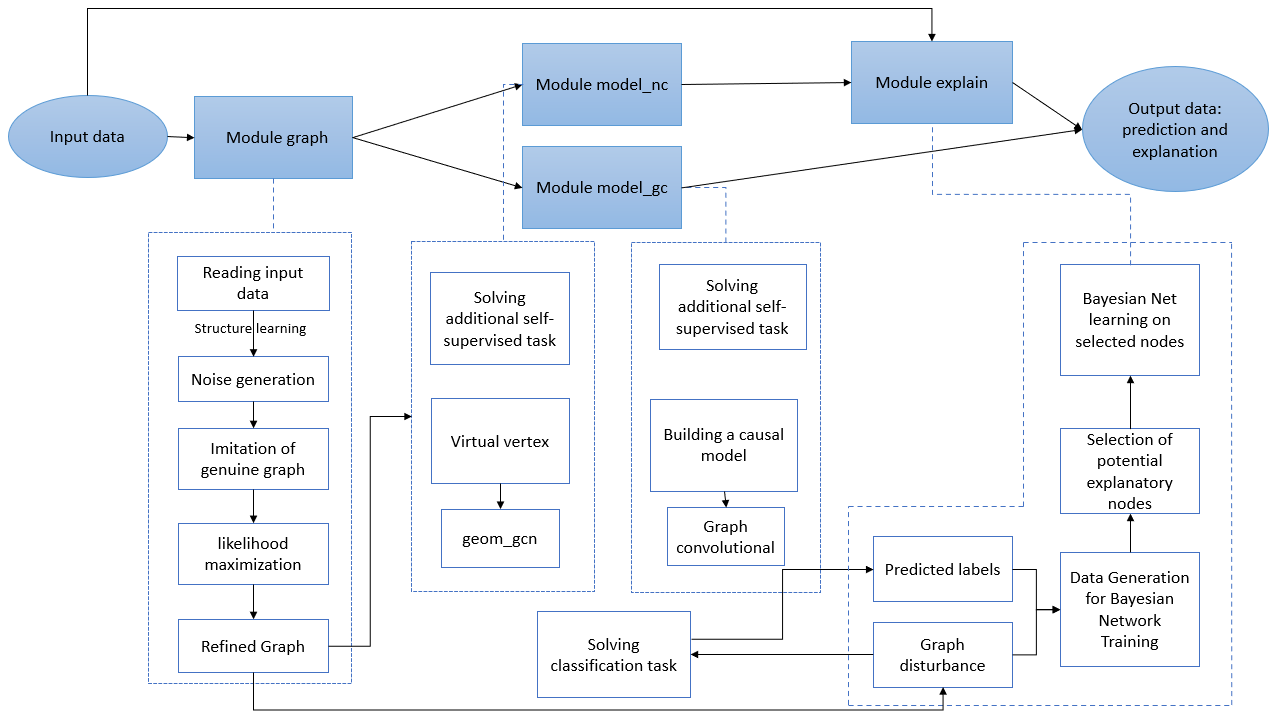 Input data
Module graph
Module model_nc
Module model_gc
Module explain
Output data:
prediction and
explanation
Reading input
data
Structure learning
Noise generation
Imitation of
genuine graph
likelihood
maximization
Refined Graph
Solving
additional self-
supervised task
Virtual vertex
geom_gcn
Solving
additional self-
supervised task
Building a causal
model
Graph
convolutional
Solving
classification task
Predicted labels
Graph
disturbance
Bayesian Net
learning on
selected nodes
Selection of
potential
explanatory
nodes
Data Generation
for Bayesian
Network
Training